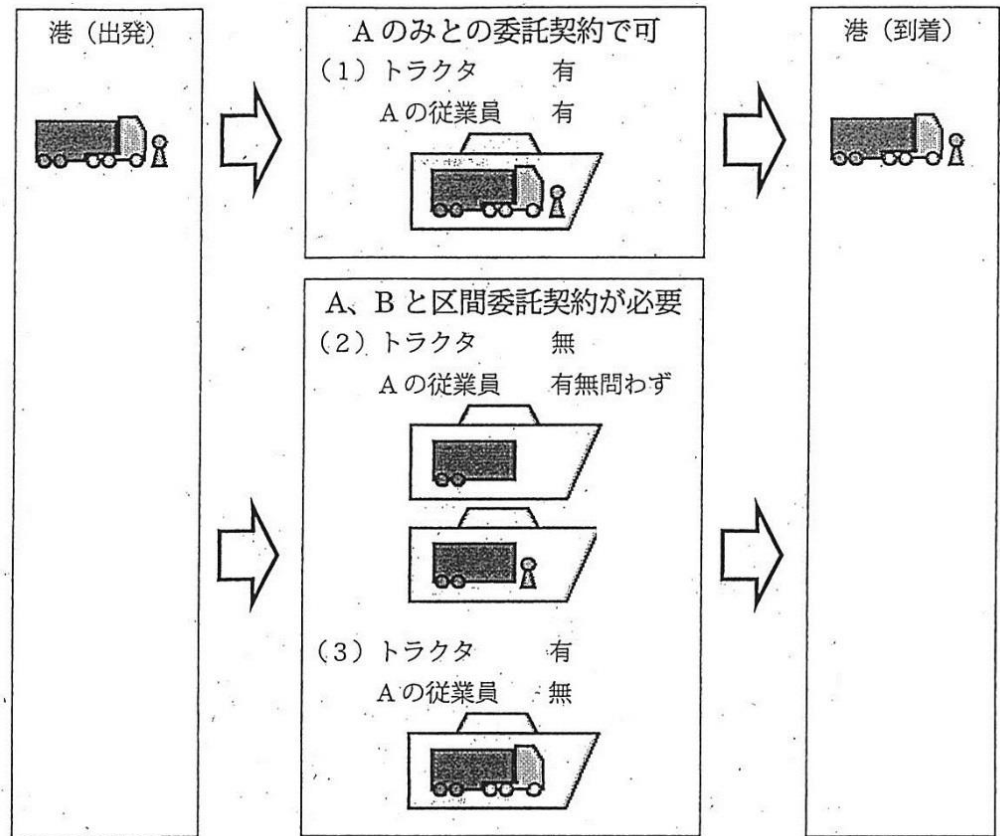 港（出発）
Aのみとの委託契約で可
（１）トラクタ　有
Aの従業員　有
港（到着）
A、Bと区間委託契約が必要
（２）トラクタ　無
Aの従業員　有無問わず
（３）トラクタ　有
Aの従業員　無